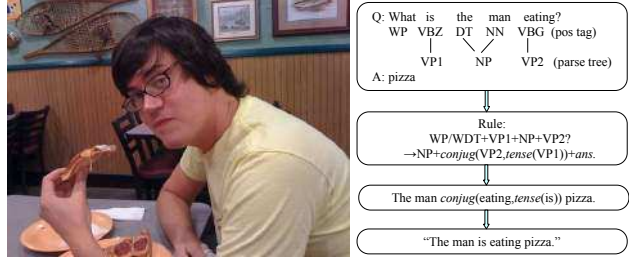 Q: What is the man eating?
WP VBZ DT NN VBG (pos tag)
VP1 NP VP2 (parse tree)
A: pizza
Rule:
WP/WDT+VP1+NP+VP2?
→NP+conjug(VP2,tense(VP1))+ans.
The man conjug(eating,tense(is)) pizza.
“The man is eating pizza.”